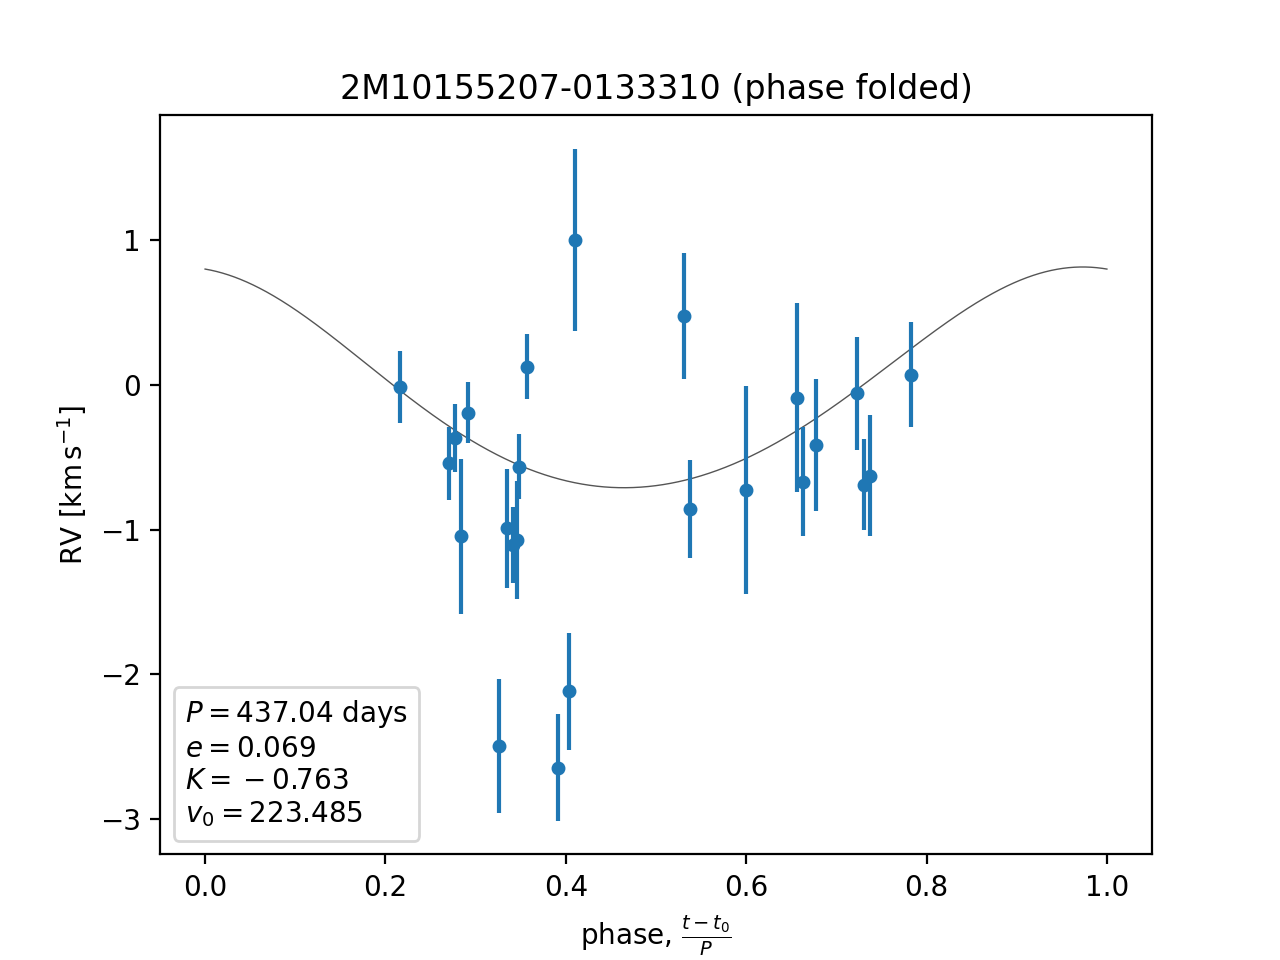 2M10155207-0133310 (phase folded)
RV [km s⁻¹]
1
0
−1
−2
−3
P = 437.04 days
e = 0.069
K = −0.763
v₀ = 223.485
0.0 0.2 0.4 0.6 0.8 1.0
phase, (t − t₀)/P